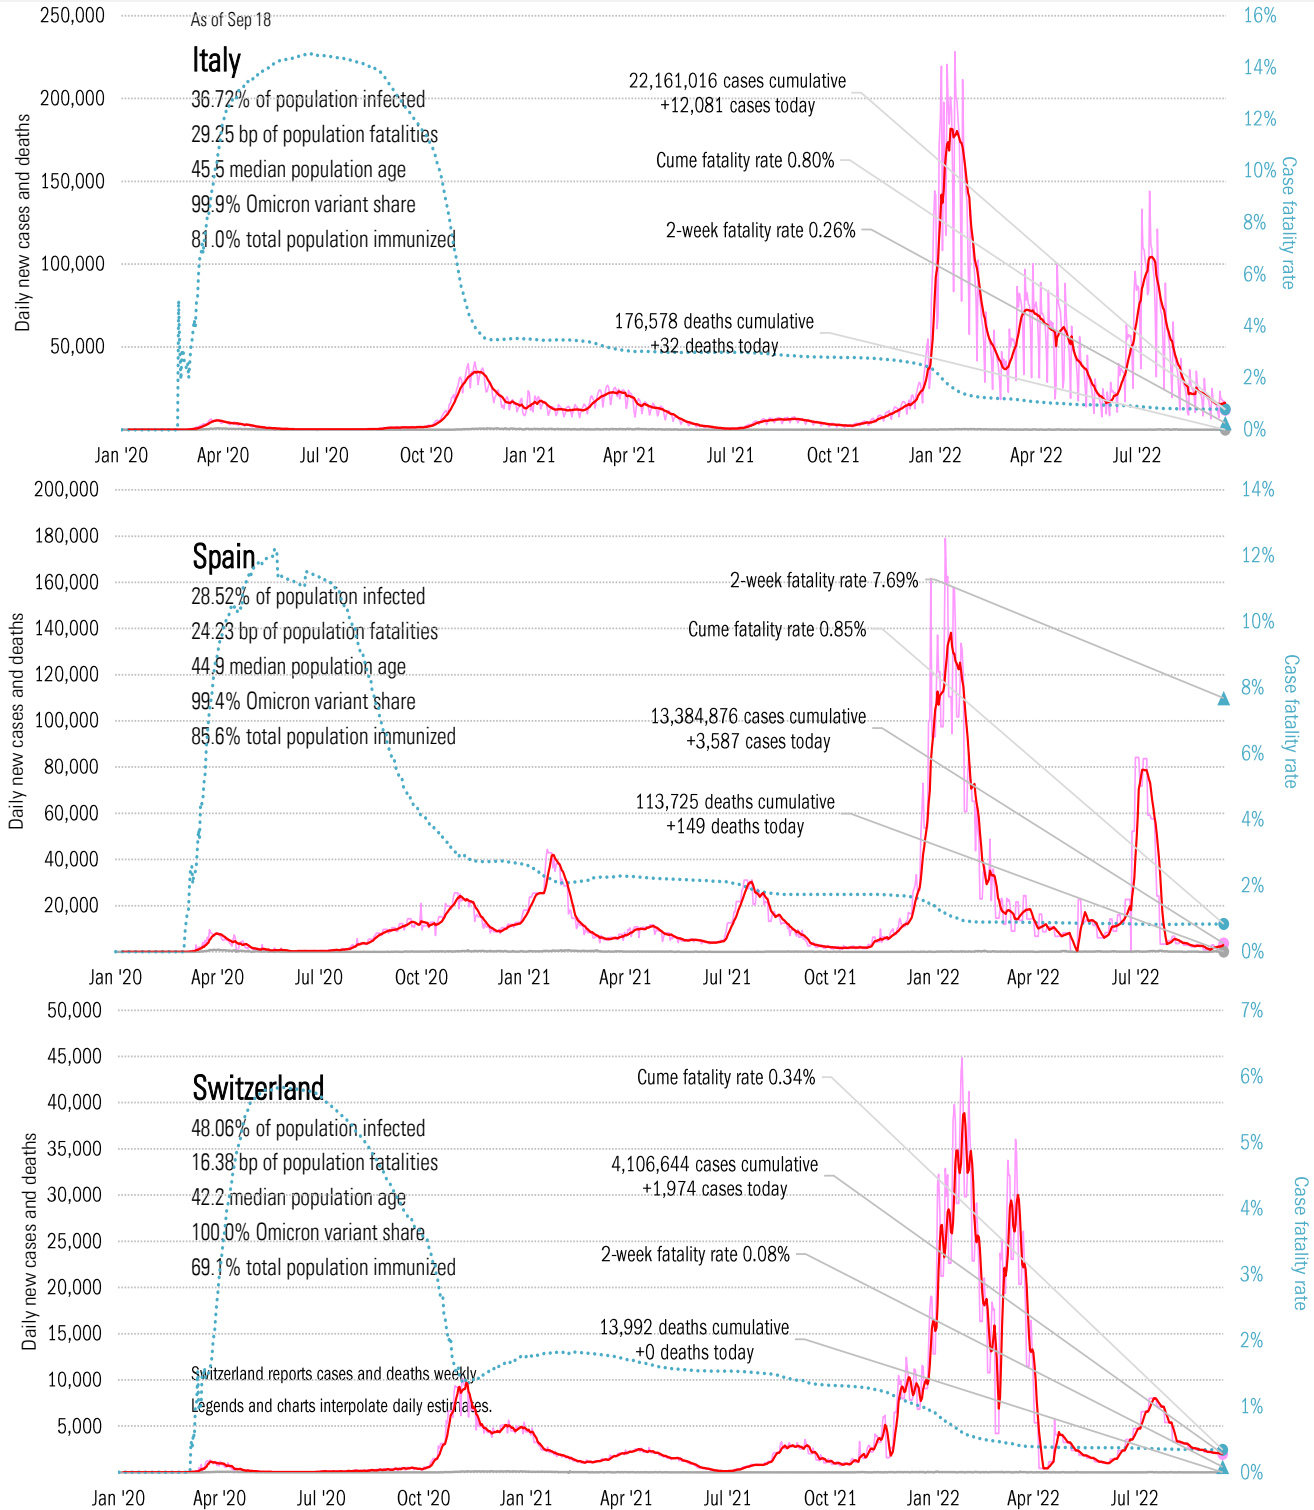 As of Sep 18
Italy
36.72% of population infected
29.25 bp of population fatalities
45.5 median population age
99.9% Omicron variant share
81.0% total population immunized
22,161,016 cases cumulative
+12,081 cases today
Cume fatality rate 0.80%
2-week fatality rate 0.26%
176,578 deaths cumulative
+32 deaths today
Daily new cases and deaths
250,000
200,000
150,000
100,000
50,000
Case fatality rate
16%
14%
12%
10%
8%
6%
4%
2%
0%
Jan '20 Apr '20 Jul '20 Oct '20 Jan '21 Apr '21 Jul '21 Oct '21 Jan '22 Apr '22 Jul '22
Spain
28.52% of population infected
24.23 bp of population fatalities
44.9 median population age
99.4% Omicron variant share
85.6% total population immunized
2-week fatality rate 7.69%
Cume fatality rate 0.85%
13,384,876 cases cumulative
+3,587 cases today
113,725 deaths cumulative
+149 deaths today
Daily new cases and deaths
200,000
180,000
160,000
140,000
120,000
100,000
80,000
60,000
40,000
20,000
Case fatality rate
14%
12%
10%
8%
6%
4%
2%
0%
Jan '20 Apr '20 Jul '20 Oct '20 Jan '21 Apr '21 Jul '21 Oct '21 Jan '22 Apr '22 Jul '22
Switzerland
48.06% of population infected
16.38 bp of population fatalities
42.2 median population age
100.0% Omicron variant share
69.1% total population immunized
Switzerland reports cases and deaths weekly.
Legends and charts interpolate daily estimates.
Cume fatality rate 0.34%
4,106,644 cases cumulative
+1,974 cases today
2-week fatality rate 0.08%
13,992 deaths cumulative
+0 deaths today
Daily new cases and deaths
50,000
45,000
40,000
35,000
30,000
25,000
20,000
15,000
10,000
5,000
Case fatality rate
7%
6%
5%
4%
3%
2%
1%
0%
Jan '20 Apr '20 Jul '20 Oct '20 Jan '21 Apr '21 Jul '21 Oct '21 Jan '22 Apr '22 Jul '22